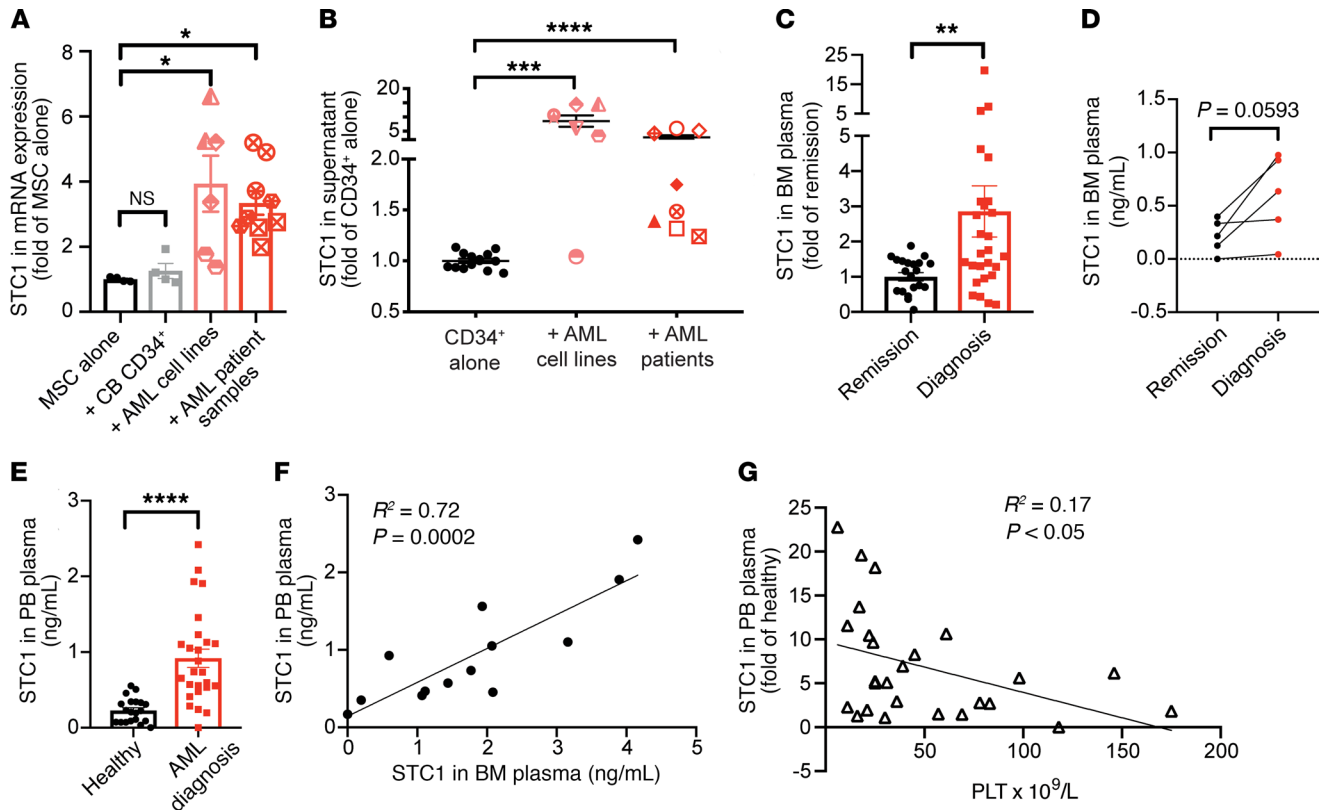 A
STC1 in mRNA expression
(fold of MSC alone)
8
6
4
2
0
*
*
NS
MSC alone
+ CB CD34⁺
+ AML cell lines
+ AML patient
samples
B
STC1 in supernatant
(fold of CD34⁺ alone)
20
5
2.0
1.5
1.0
0.5
****
***
CD34⁺
alone
+ AML
cell lines
+ AML
patients
C
STC1 in BM plasma
(fold of remission)
25
20
15
10
5
5
4
3
2
1
0
**
Remission
Diagnosis
D
STC1 in BM plasma
(ng/mL)
1.5
1.0
0.5
0.0
-0.5
P = 0.0593
Remission
Diagnosis
E
STC1 in PB plasma
(ng/mL)
3
2
1
0
****
Healthy
AML
diagnosis
F
STC1 in PB plasma
(ng/mL)
3
2
1
0
R² = 0.72
P = 0.0002
0 1 2 3 4 5
STC1 in BM plasma (ng/mL)
G
STC1 in PB plasma
(fold of healthy)
25
20
15
10
5
0
-5
R² = 0.17
P < 0.05
50 100 150 200
PLT x 10⁹/L